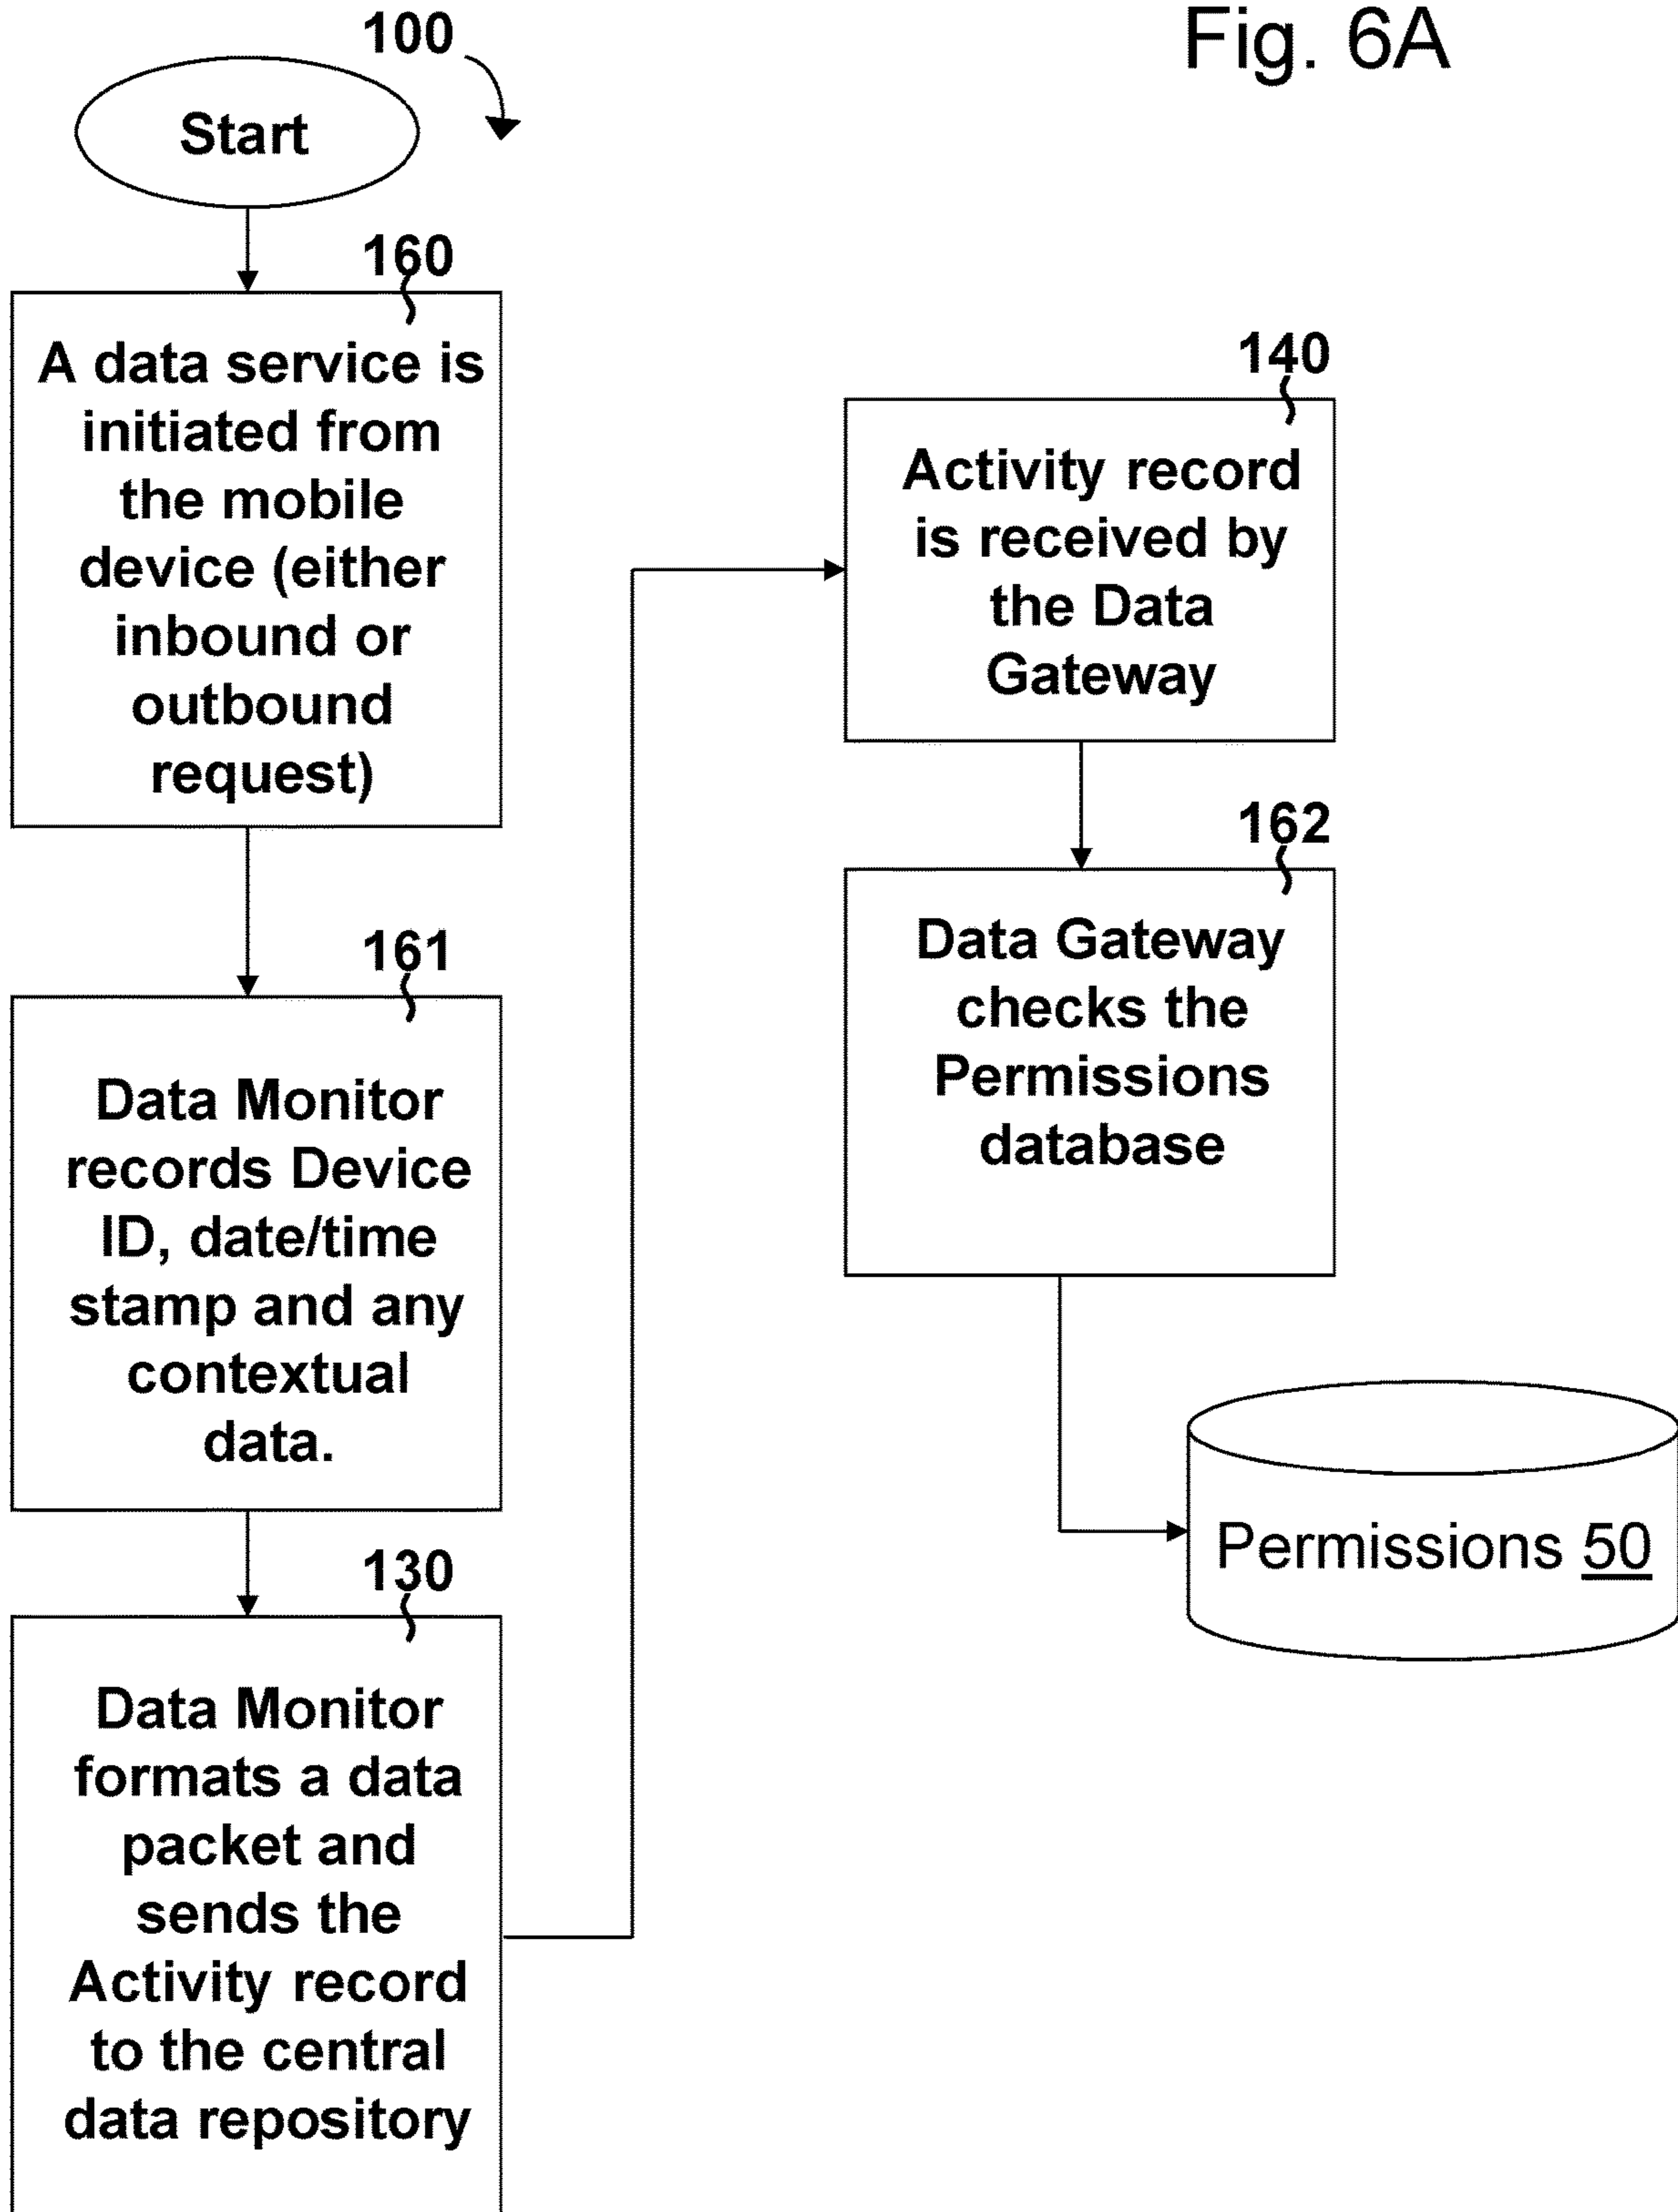 Fig. 6A
100
Start
160
A data service is
initiated from
the mobile
device (either
inbound or
outbound
request)
161
Data Monitor
records Device
ID, date/time
stamp and any
contextual
data.
130
Data Monitor
formats a data
packet and
sends the
Activity record
to the central
data repository
140
Activity record
is received by
the Data
Gateway
162
Data Gateway
checks the
Permissions
database
Permissions 50